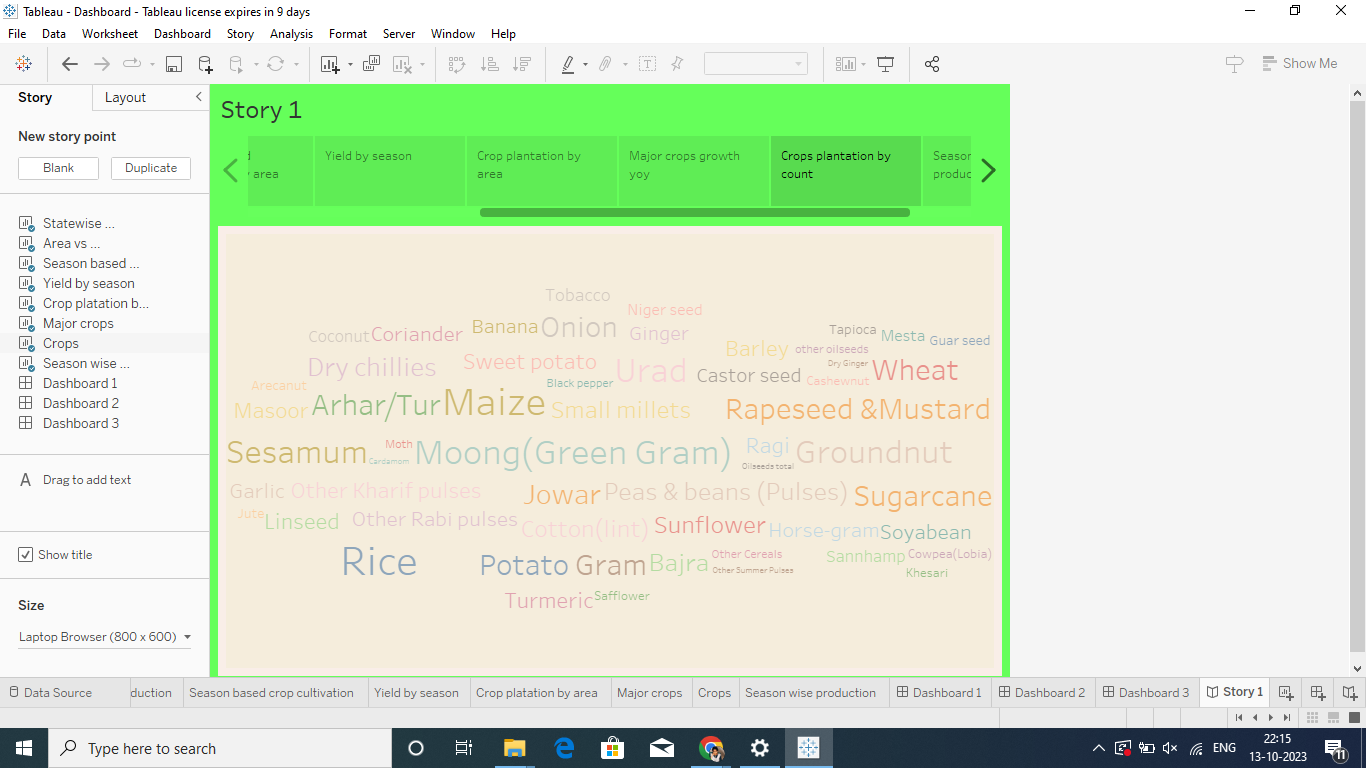 Tableau - Dashboard - Tableau license expires in 9 days
File Data Worksheet Dashboard Story Analysis Format Server Window Help
Show Me
Story Layout
New story point
Blank Duplicate
Statewise ...
Area vs ...
Season based ...
Yield by season
Crop platation b...
Major crops
Crops
Season wise ...
Dashboard 1
Dashboard 2
Dashboard 3
Drag to add text
Show title
Size
Laptop Browser (800 x 600)
Story 1
area
Yield by season
Crop plantation by
area
Major crops growth
yoy
Crops plantation by
count
Season
produc
Tobacco
Niger seed
Coconut Coriander Banana Onion Ginger Tapioca Mesta Guar seed
Dry chillies Sweet potato Urad Barley other oilseeds
Castor seed Dry Ginger Cashewnut Wheat
Arecanut Black pepper
Masoor Arhar/Tur Maize Small millets Rapeseed &Mustard
Sesamum Moth Cardamom Moong(Green Gram) Ragi Oilseeds total Groundnut
Garlic Other Kharif pulses Jowar Peas & beans (Pulses) Sugarcane
Jute Linseed Other Rabi pulses Cotton(lint) Sunflower Horse-gram Soyabean
Rice Potato Gram Bajra Other Cereals Other Summer Pulses Sannhamp Cowpea(Lobia)
Khesari
Turmeric Safflower
Data Source duction Season based crop cultivation Yield by season Crop platation by area Major crops Crops Season wise production Dashboard 1 Dashboard 2 Dashboard 3 Story 1
Type here to search
ENG
22:15
13-10-2023
11